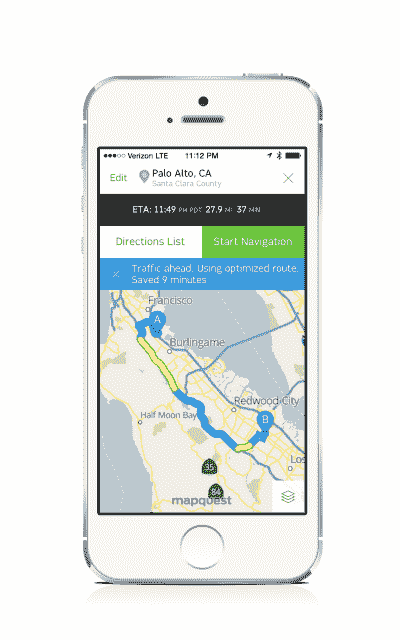 Verizon LTE 11:12 PM
Edit Palo Alto, CA
Santa Clara County
ETA: 11:49 PM PDT 27.9 MI 37 MIN
Directions List Start Navigation
Traffic ahead. Using optimized route.
Saved 9 minutes
Francisco
A
Burlingame
Redwood City
Half Moon Bay
B
Los
35
mapquest